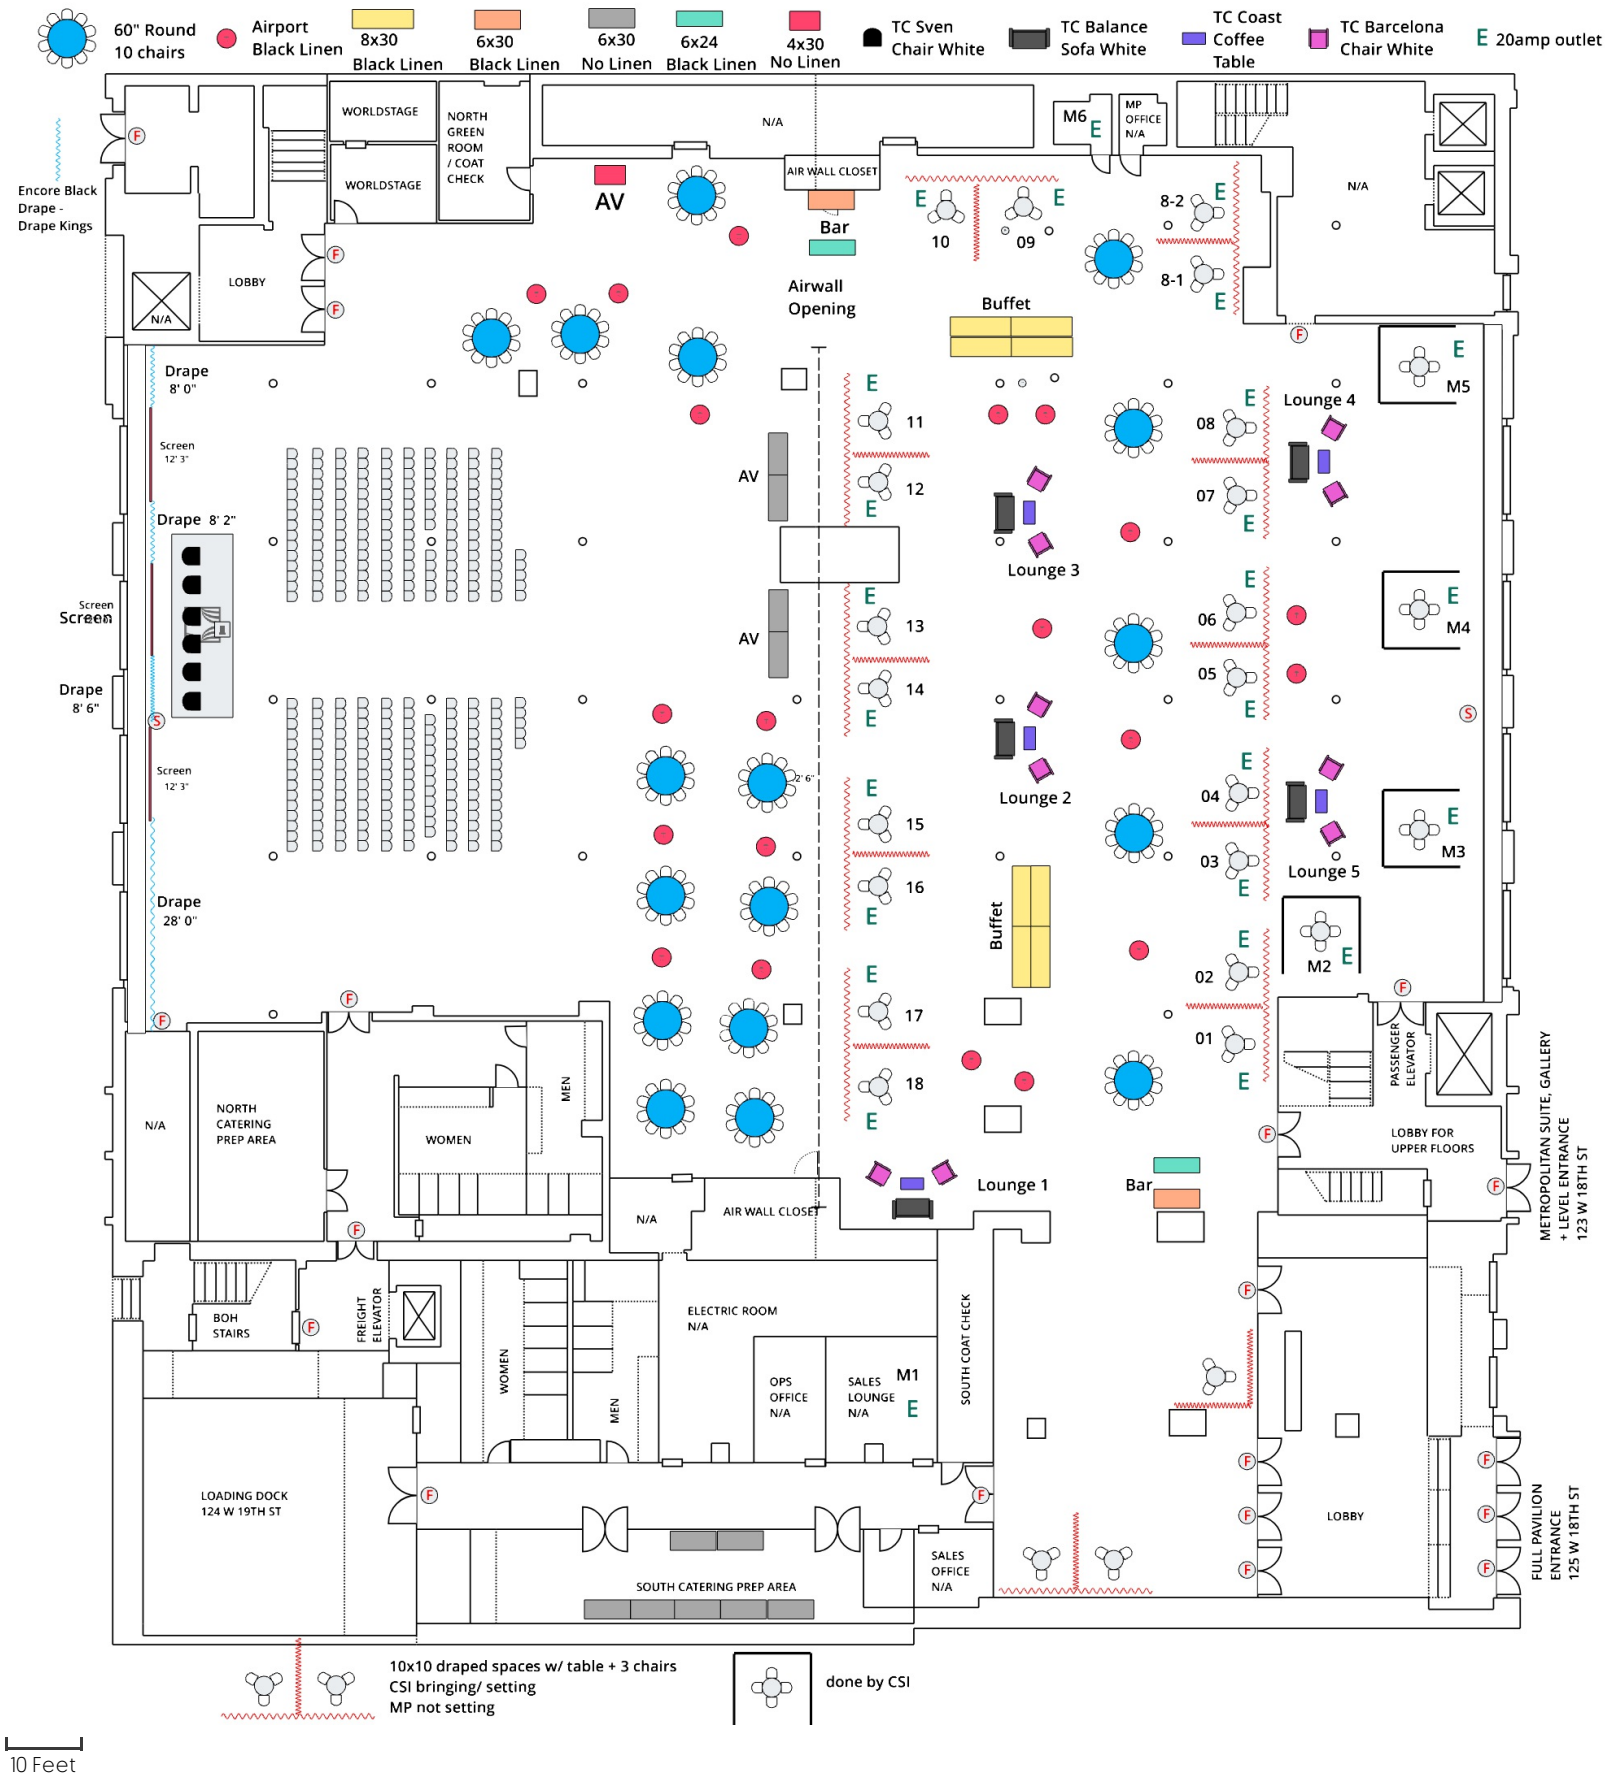 60" Round
10 chairs
Airport
Black Linen
8x30
Black Linen
6x30
Black Linen
6x30
No Linen
6x24
Black Linen
4x30
No Linen
TC Sven
Chair White
TC Balance
Sofa White
TC Coast
Coffee
Table
TC Barcelona
Chair White
E 20amp outlet
Encore Black
Drape -
Drape Kings
F
WORLDSTAGE
WORLDSTAGE
NORTH
GREEN
ROOM
/ COAT
CHECK
N/A
AIR WALL CLOSET
M6
E
MP
OFFICE
N/A
N/A
AV
Bar
Airwall
Opening
E
10
E
09
8-2
E
8-1
E
LOBBY
N/A
F
F
Buffet
F
Drape
8' 0"
Screen
12' 3"
Drape 8' 2"
Screen
Screen
Drape
8' 6"
S
Screen
12' 3"
Drape
28' 0"
F
AV
AV
2' 6"
E
11
12
E
E
13
14
E
E
15
16
E
E
17
18
E
Lounge 3
Lounge 2
Buffet
Lounge 1
Bar
E
08
07
E
E
06
05
E
E
04
03
E
E
02
01
E
Lounge 4
Lounge 5
E
M5
E
M4
S
E
M3
M2
E
F
F
N/A
NORTH
CATERING
PREP AREA
WOMEN
MEN
F
N/A
AIR WALL CLOSET
PASSENGER
ELEVATOR
LOBBY FOR
UPPER FLOORS
F
F
METROPOLITAN SUITE, GALLERY
+ LEVEL ENTRANCE
123 W 18TH ST
BOH
STAIRS
F
FREIGHT
ELEVATOR
WOMEN
MEN
ELECTRIC ROOM
N/A
OPS
OFFICE
N/A
SALES
LOUNGE
N/A
M1
E
SOUTH COAT CHECK
F
LOADING DOCK
124 W 19TH ST
F
F
F
F
F
LOBBY
F
F
F
FULL PAVILION
ENTRANCE
125 W 18TH ST
SOUTH CATERING PREP AREA
SALES
OFFICE
N/A
10x10 draped spaces w/ table + 3 chairs
CSI bringing/ setting
MP not setting
done by CSI
10 Feet